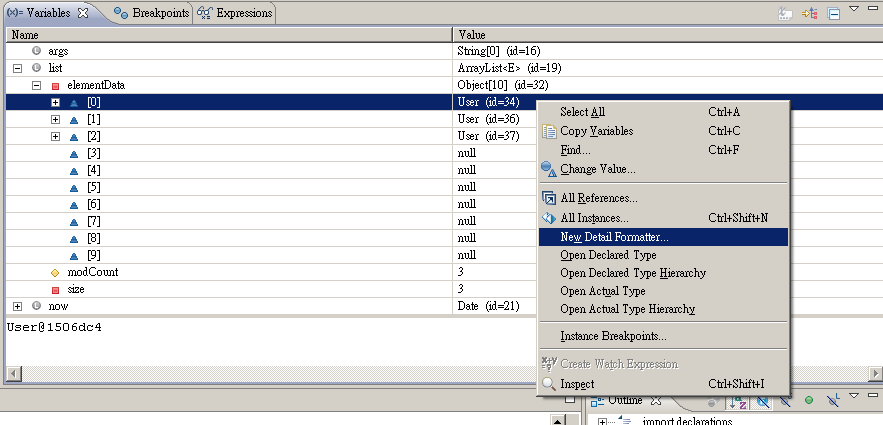 (x)= Variables Breakpoints Expressions
Name Value
args String[0] (id=16)
list ArrayList<E> (id=19)
elementData Object[10] (id=32)
[0] User (id=34)
[1] User (id=36)
[2] User (id=37)
[3] null
[4] null
[5] null
[6] null
[7] null
[8] null
[9] null
modCount 3
size 3
now Date (id=21)
User@1506dc4
Select All Ctrl+A
Copy Variables Ctrl+C
Find... Ctrl+F
Change Value...
All References...
All Instances... Ctrl+Shift+N
New Detail Formatter...
Open Declared Type
Open Declared Type Hierarchy
Open Actual Type
Open Actual Type Hierarchy
Instance Breakpoints...
Create Watch Expression
Inspect Ctrl+Shift+I
Outline
import declarations